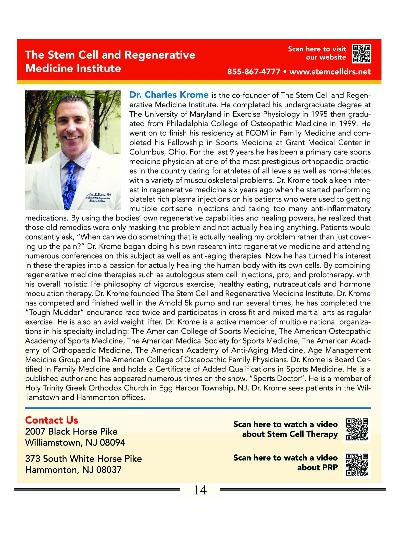 The Stem Cell and Regenerative
Medicine Institute
Scan here to visit
our website
855-867-4777 • www.stemcelldrs.net
Dr. Charles Krome is the co-founder of The Stem Cell and Regen-
erative Medicine Institute. He completed his undergraduate degree at
The University of Maryland in Exercise Physiology in 1995 then gradu-
ated from Philadelphia College of Osteopathic Medicine in 1999. He
went on to finish his residency at PCOM in Family Medicine and com-
pleted his Fellowship in Sports Medicine at Grant Medical Center in
Columbus, Ohio. For the last 9 years he has been a primary care sports
medicine physician at one of the most prestigious orthopaedic practic-
es in the country caring for athletes of all levels as well as non-athletes
with a variety of musculoskeletal problems. Dr. Krome took a keen inter-
est in regenerative medicine six years ago when he started performing
platelet rich plasma injections on his patients who were used to getting
multiple cortisone injections and taking too many anti-inflammatory
medications. By using the bodies' own regenerative capabilities and healing powers, he realized that
those old remedies were only masking the problem and not actually healing anything. Patients would
constantly ask, "When can we do something that is actually healing my problem rather than just cover-
ing up the pain?" Dr. Krome began doing his own research into regenerative medicine and attending
numerous conferences on this subject as well as anti-aging therapies. Now he has turned his interest
in these therapies into a passion for actually healing the human body with its own cells. By combining
regenerative medicine therapies such as autologous stem cell injections, prp, and prolotherapy, with
his overall holistic life philosophy of vigorous exercise, healthy eating, nutraceuticals and hormone
modulation therapy. Dr. Krome founded The Stem Cell and Regenerative Medicine Institute. Dr. Krome
has competed and finished well in the Arnold 5k pump and run several times, he has completed the
"Tough Mudder" endurance race twice and participates in cross fit and mixed martial arts as regular
exercise. He is also an avid weight lifter. Dr. Krome is a active member of multiple national organiza-
tions in his specialty including: The American College of Sports Medicine, The American Osteopathic
Academy of Sports Medicine, The American Medical Society for Sports Medicine, The American Acad-
emy of Orthopaedic Medicine, The American Academy of Anti-Aging Medicine, Age Management
Medicine Group and The American College of Osteopathic Family Physicians. Dr. Krome is Board Cer-
tified in Family Medicine and holds a Certificate of Added Qualifications in Sports Medicine. He is a
published author and has appeared numerous times on the show, "Sports Doctor". He is a member of
Holy Trinity Greek Orthodox Church in Egg Harbor Township, NJ. Dr. Krome sees patients in the Wil-
liamstown and Hammonton offices.
Contact Us
2007 Black Horse Pike
Williamstown, NJ 08094
373 South White Horse Pike
Hammonton, NJ 08037
Scan here to watch a video
about Stem Cell Therapy
Scan here to watch a video
about PRP
14